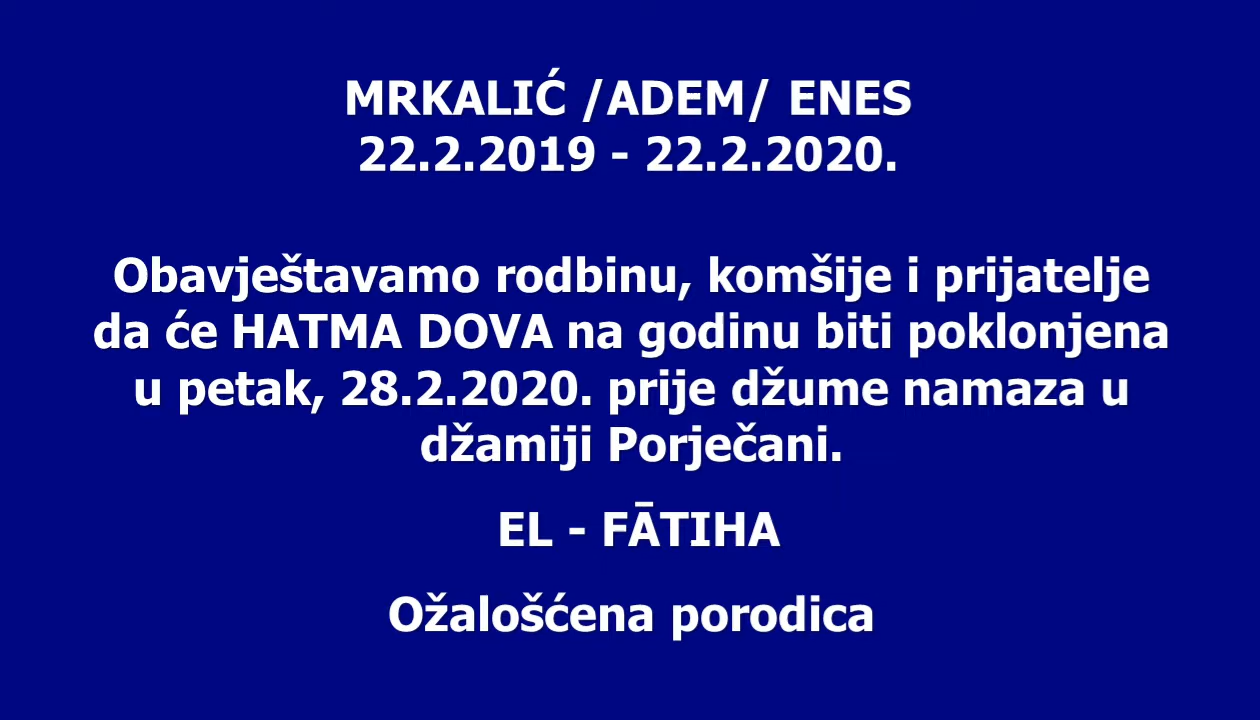 MRKALIĆ /ADEM/ ENES
22.2.2019 - 22.2.2020.
Obavještavamo rodbinu, komšije i prijatelje
da će HATMA DOVA na godinu biti poklonjena
u petak, 28.2.2020. prije džume namaza u
džamiji Porječani.
EL - FĀTIHA
Ožalošćena porodica